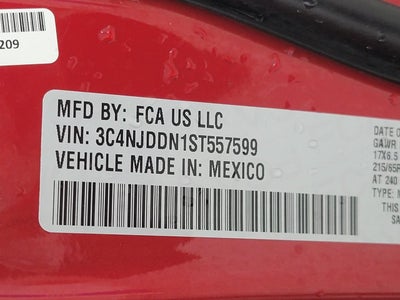 209
MFD BY: FCA US LLC
VIN: 3C4NJDDN1ST557599
VEHICLE MADE IN: MEXICO
DATE O
GAWR
17X6.5
215/65R
AT 240
TYPE: M
THIS
SA